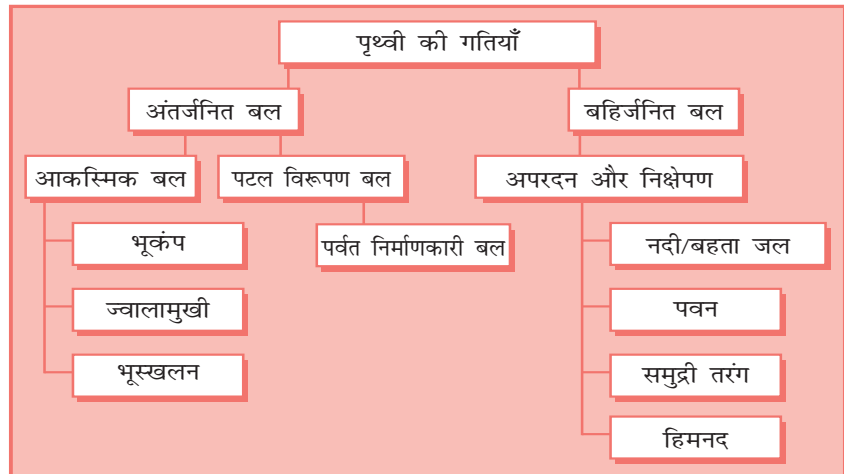 पृथ्वी की गतियाँ
अंतर्जनित बल
बहिर्जनित बल
आकस्मिक बल
पटल विरूपण बल
अपरदन और निक्षेपण
भूकंप
पर्वत निर्माणकारी बल
नदी/बहता जल
ज्वालामुखी
पवन
भूस्खलन
समुद्री तरंग
हिमनद